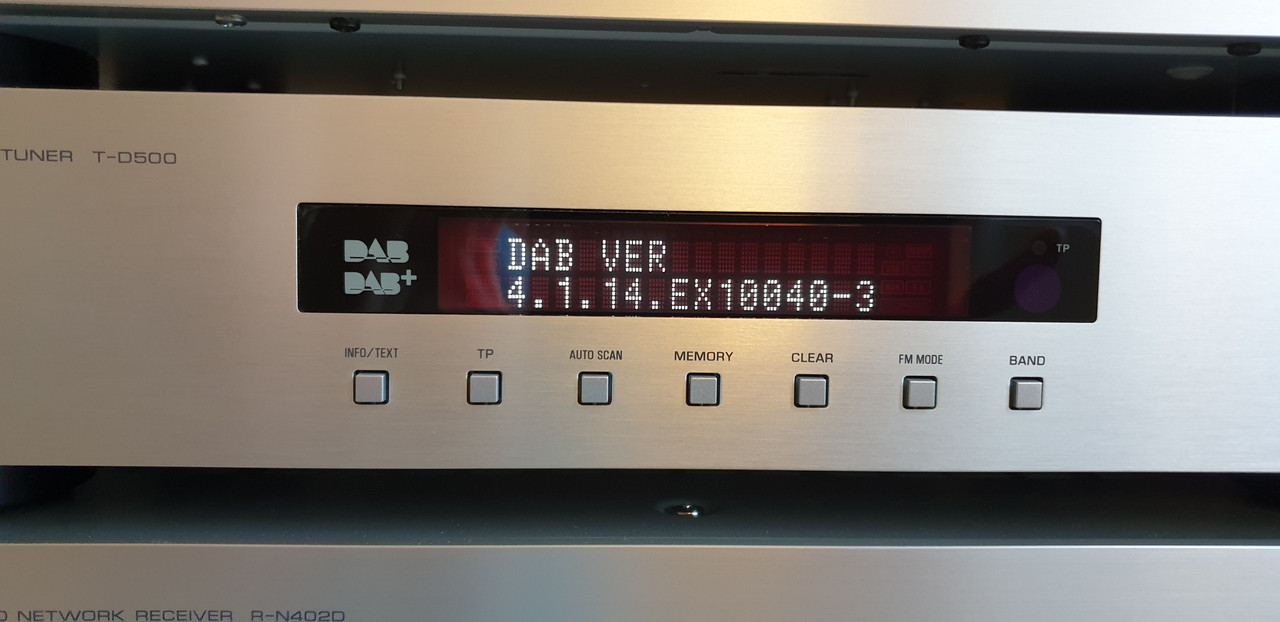 TUNER T-D500
DAB
DAB+
DAB VER
4.1.14.EX10040-3
TP
INFO/TEXT
TP
AUTO SCAN
MEMORY
CLEAR
FM MODE
BAND
NETWORK RECEIVER R-N402D